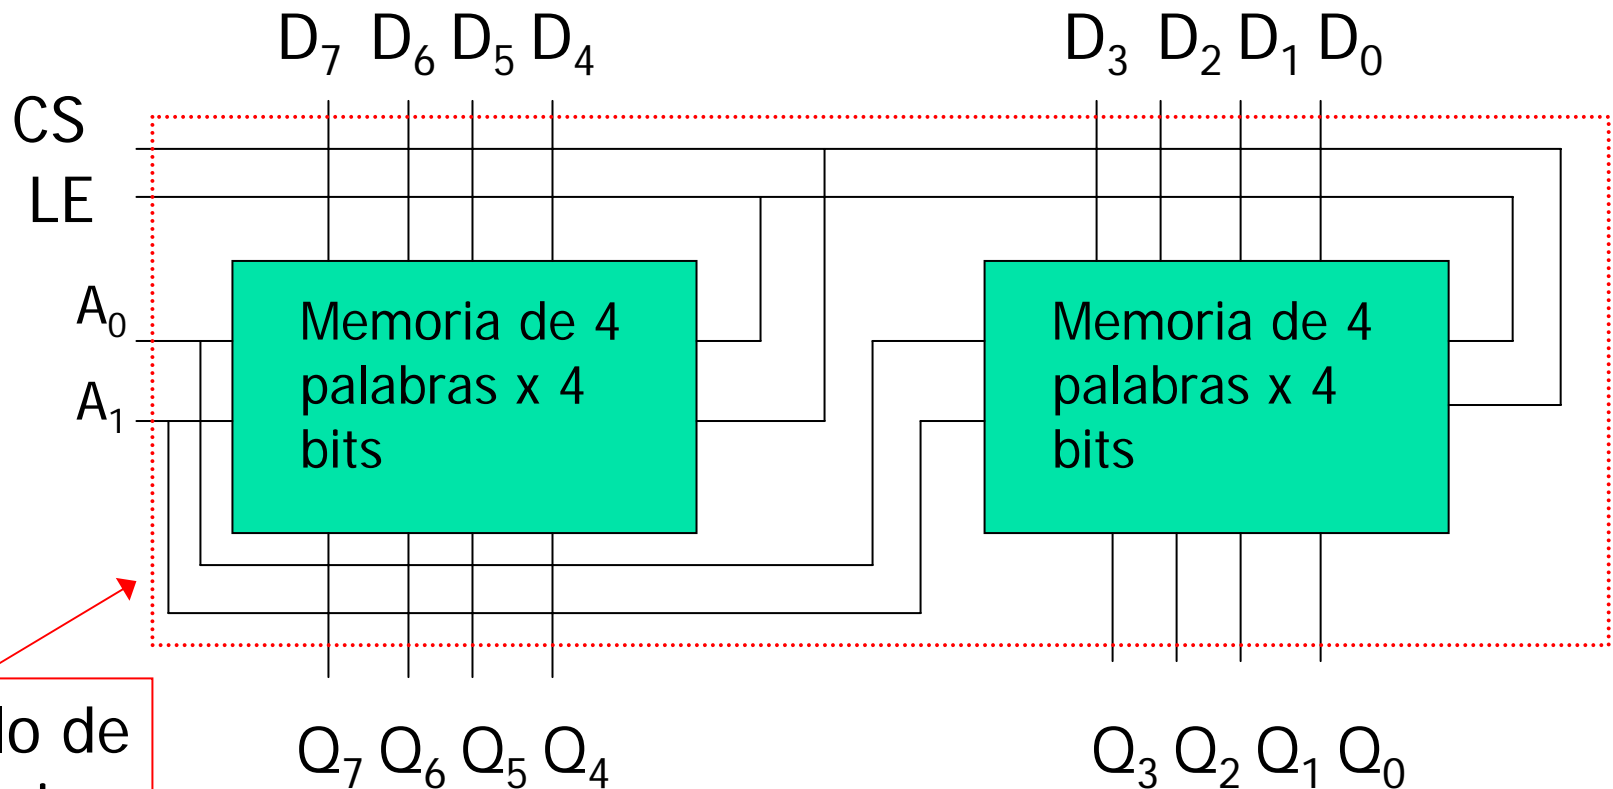 D7 D6 D5 D4
D3 D2 D1 D0
CS
LE
A0
A1
Memoria de 4
palabras x 4
bits
Memoria de 4
palabras x 4
bits
de
Q7 Q6 Q5 Q4
Q3 Q2 Q1 Q0